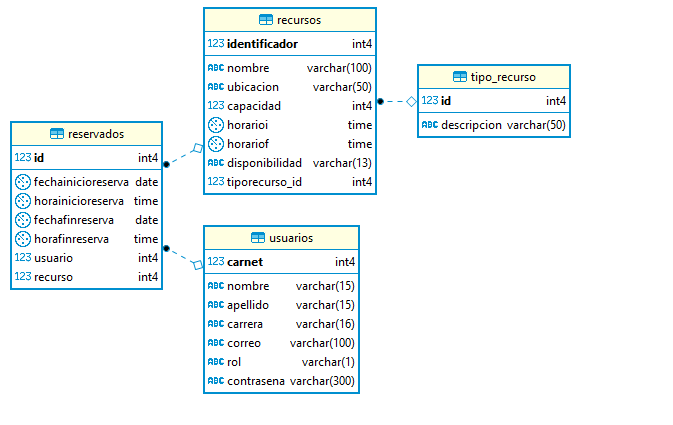 recursos
123 identificador int4
ABC nombre varchar(100)
ABC ubicacion varchar(50)
123 capacidad int4
horarioi time
horariof time
ABC disponibilidad varchar(13)
123 tiporecurso_id int4
tipo_recurso
123 id int4
ABC descripcion varchar(50)
reservados
123 id int4
fechainicioreserva date
horainicioreserva time
fechafinreserva date
horafinreserva time
123 usuario int4
123 recurso int4
usuarios
123 carnet int4
ABC nombre varchar(15)
ABC apellido varchar(15)
ABC carrera varchar(16)
ABC correo varchar(100)
ABC rol varchar(1)
ABC contrasena varchar(300)